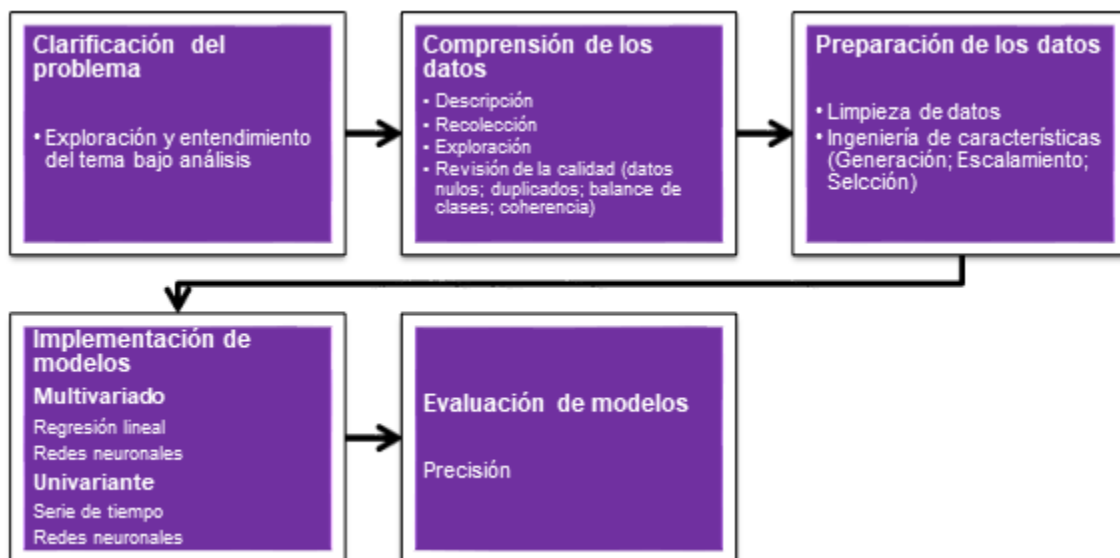 Clarificación del
problema
• Exploración y entendimiento
del tema bajo análisis
Comprensión de los
datos
• Descripción
• Recolección
• Exploración
• Revisión de la calidad (datos
nulos; duplicados; balance de
clases; coherencia)
Preparación de los datos
• Limpieza de datos
• Ingeniería de características
(Generación; Escalamiento;
Selcción)
Implementación de
modelos
Multivariado
Regresión lineal
Redes neuronales
Univariante
Serie de tiempo
Redes neuronales
Evaluación de modelos
Precisión